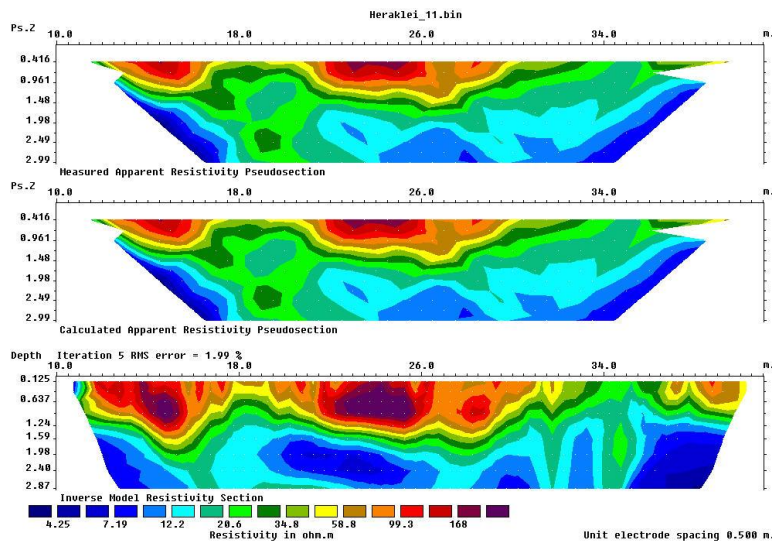 Heraklei_11.bin
Ps.Z 10.0 18.0 26.0 34.0 m.
0.416
0.961
1.48
1.98
2.49
2.99
Measured Apparent Resistivity Pseudosection
Ps.Z 10.0 18.0 26.0 34.0 m.
0.416
0.961
1.48
1.98
2.49
2.99
Calculated Apparent Resistivity Pseudosection
Depth Iteration 5 RMS error = 1.99 %
10.0 18.0 26.0 34.0 m.
0.125
0.637
1.24
1.59
1.98
2.40
2.87
Inverse Model Resistivity Section
4.25 7.19 12.2 20.6 34.8 58.8 99.3 168
Resistivity in ohm.m Unit electrode spacing 0.500 m.